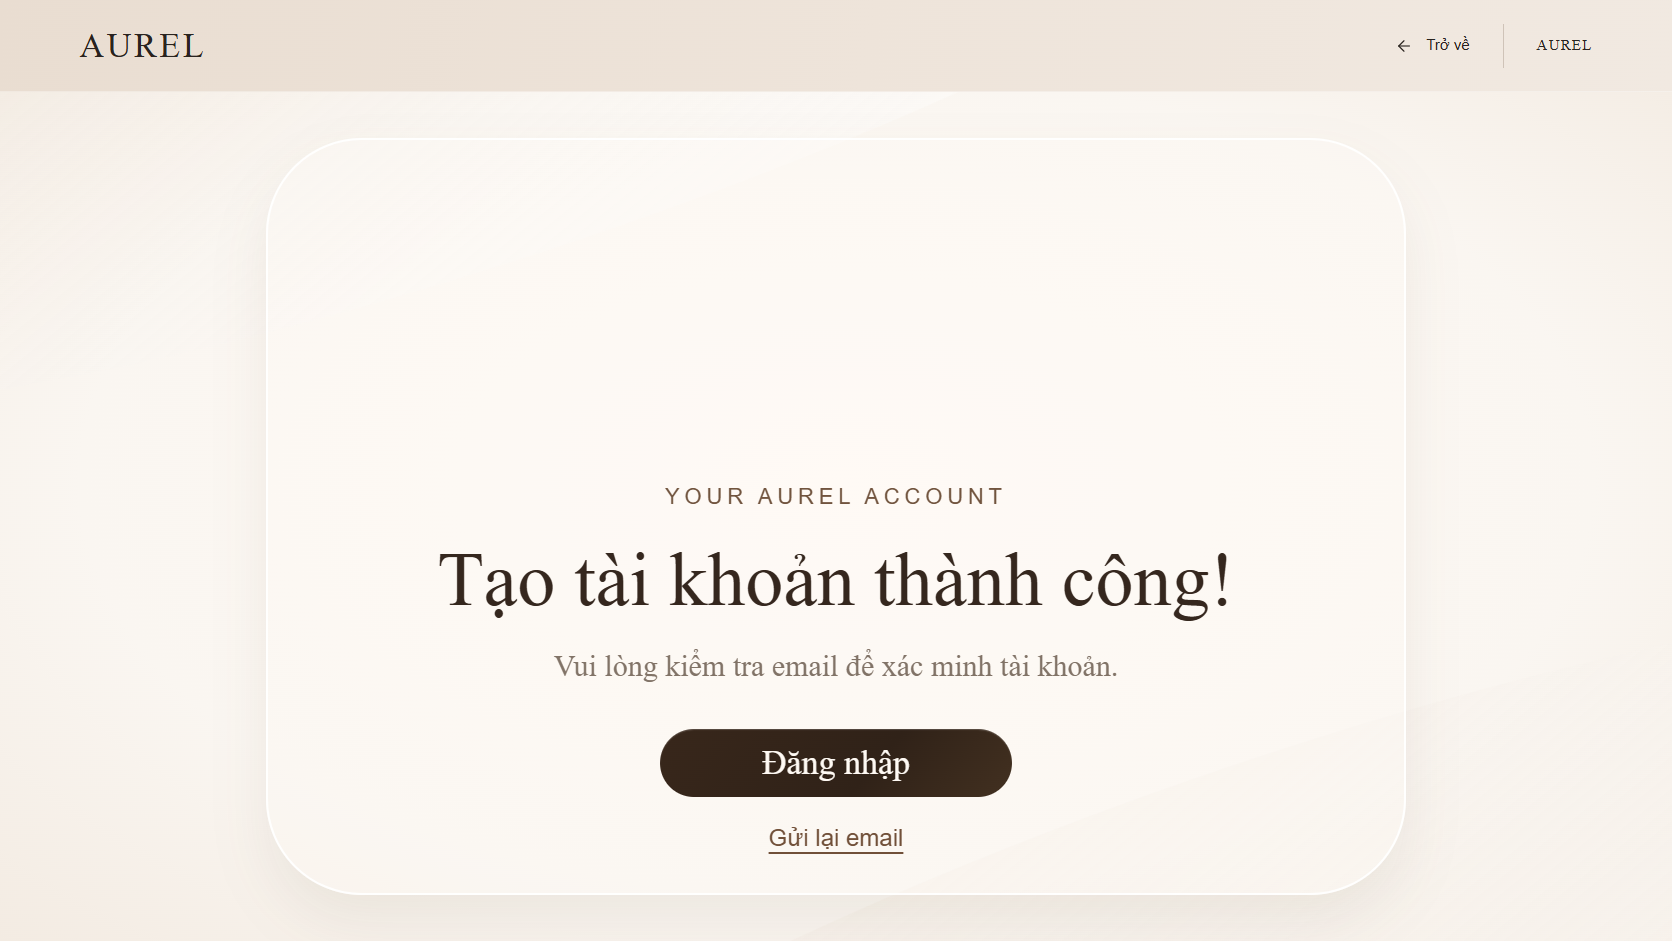 AUREL
Trở về
AUREL
YOUR AUREL ACCOUNT
Tạo tài khoản thành công!
Vui lòng kiểm tra email để xác minh tài khoản.
Đăng nhập
Gửi lại email